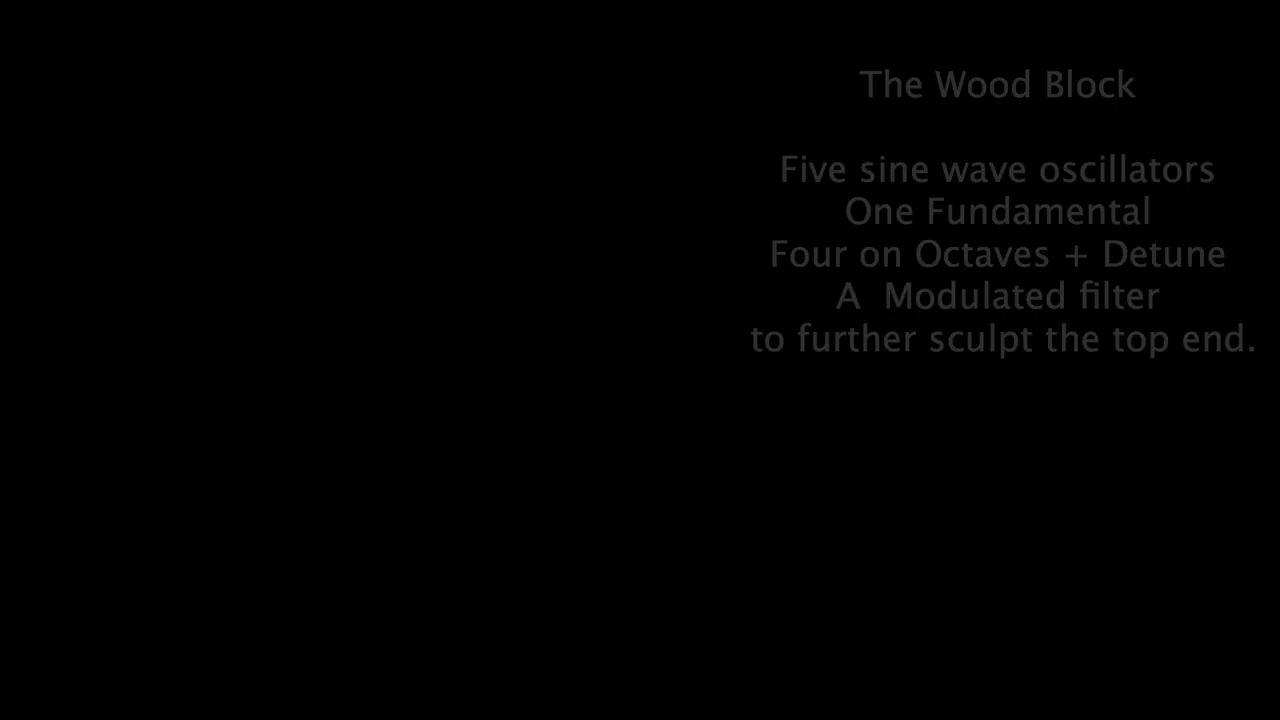 The Wood Block
Five sine wave oscillators
One Fundamental
Four on Octaves + Detune
A  Modulated filter
to further sculpt the top end.